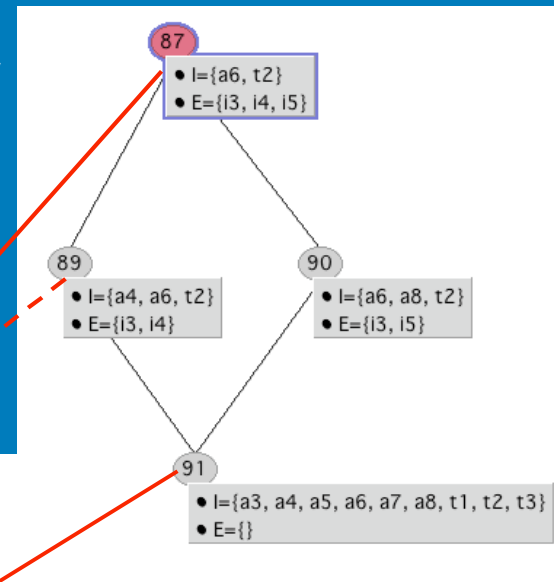 87
• I={a6, t2}
• E={i3, i4, i5}
89
• I={a4, a6, t2}
• E={i3, i4}
90
• I={a6, a8, t2}
• E={i3, i5}
91
• I={a3, a4, a5, a6, a7, a8, t1, t2, t3}
• E={}